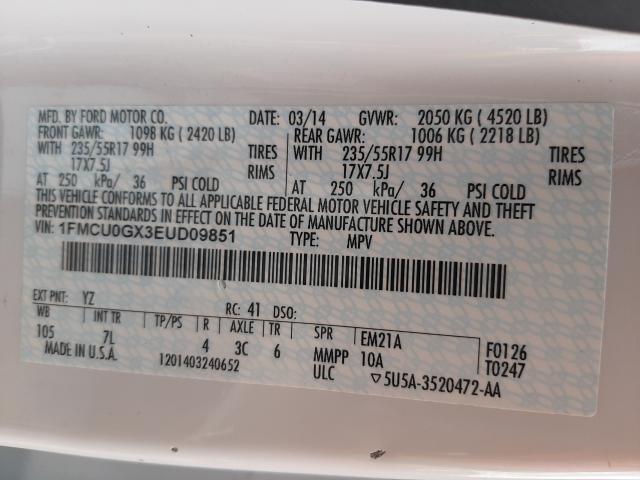 MFD. BY FORD MOTOR CO. DATE: 03/14 GVWR: 2050 KG ( 4520 LB)
FRONT GAWR: 1098 KG ( 2420 LB) REAR GAWR: 1006 KG ( 2218 LB)
WITH 235/55R17 99H TIRES WITH 235/55R17 99H TIRES
17X7.5J RIMS 17X7.5J RIMS
AT 250 kPa/ 36 PSI COLD AT 250 kPa/ 36 PSI COLD
THIS VEHICLE CONFORMS TO ALL APPLICABLE FEDERAL MOTOR VEHICLE SAFETY AND THEFT
PREVENTION STANDARDS IN EFFECT ON THE DATE OF MANUFACTURE SHOWN ABOVE.
VIN: 1FMCU0GX3EUD09851 TYPE: MPV
EXT PNT: YZ RC: 41 DSO:
WB INT TR TP/PS R AXLE TR SPR EM21A F0126
105 7L 4 3C 6 MMPP 10A T0247
MADE IN U.S.A. 1201403240652 ULC ▽5U5A-3520472-AA